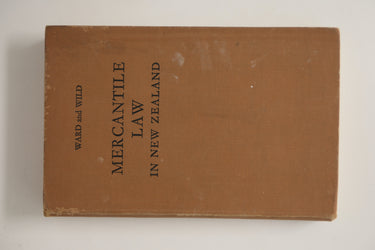 WARD and WILD
MERCANTILE
LAW
IN NEW ZEALAND